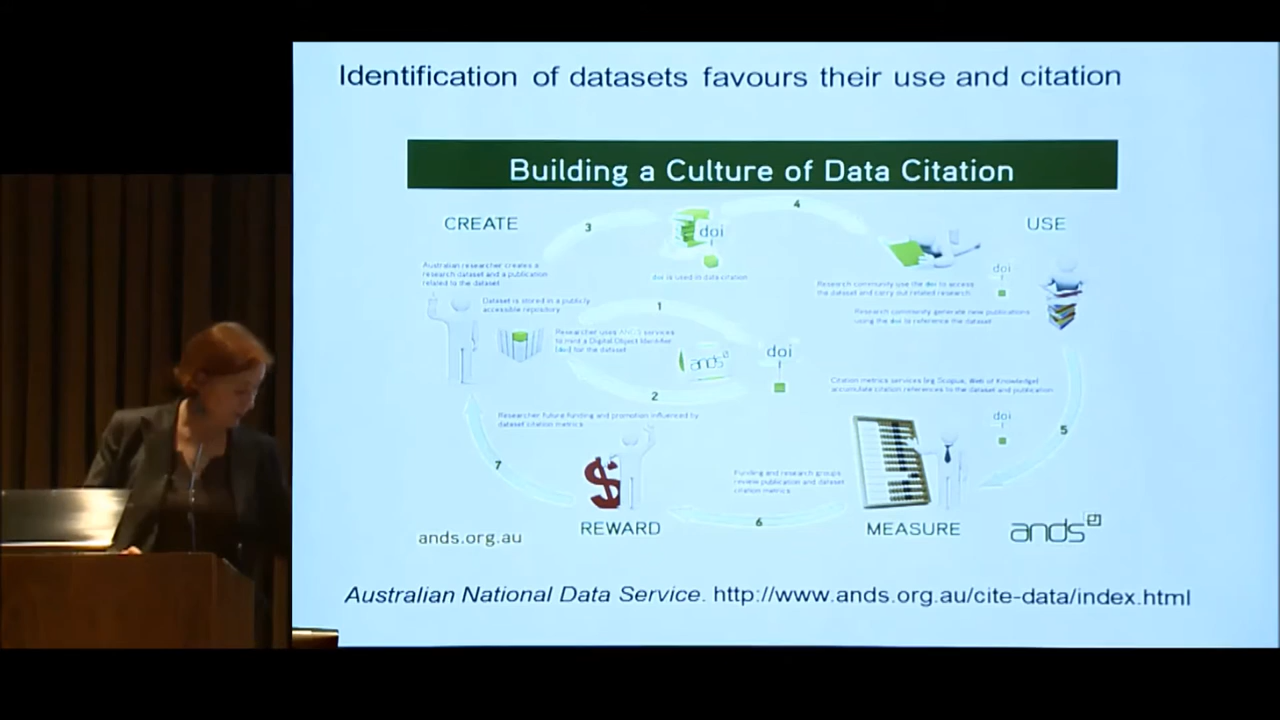 Identification of datasets favours their use and citation
Building a Culture of Data Citation
CREATE
3
doi
4
USE
Australian researcher creates a
research dataset and a publication
related to the dataset
doi is used in data citation
Research community use the doi to access
the dataset and carry out related research
doi
Dataset is stored in a publicly
accessible repository
1
Research community generate new publications
using the doi to reference the dataset
Researcher uses ANDS services
to mint a Digital Object Identifier
(doi) for the dataset
ands
doi
2
Citation metrics services (eg Scopus, Web of Knowledge)
accumulate citation references to the dataset and publication
Researcher future funding and promotion influenced by
dataset citation metrics
doi
5
7
$
Funding and research groups
review publication and dataset
citation metrics
6
REWARD
MEASURE
ands
ands.org.au
Australian National Data Service. http://www.ands.org.au/cite-data/index.html